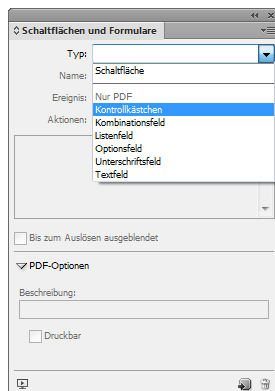 Schaltflächen und Formulare
Typ:
Name:
Schaltfläche
Ereignis:
Nur PDF
Kontrollkästchen
Aktionen:
Kombinationsfeld
Listenfeld
Optionsfeld
Unterschriftsfeld
Textfeld
Bis zum Auslösen ausgeblendet
PDF-Optionen
Beschreibung:
Druckbar